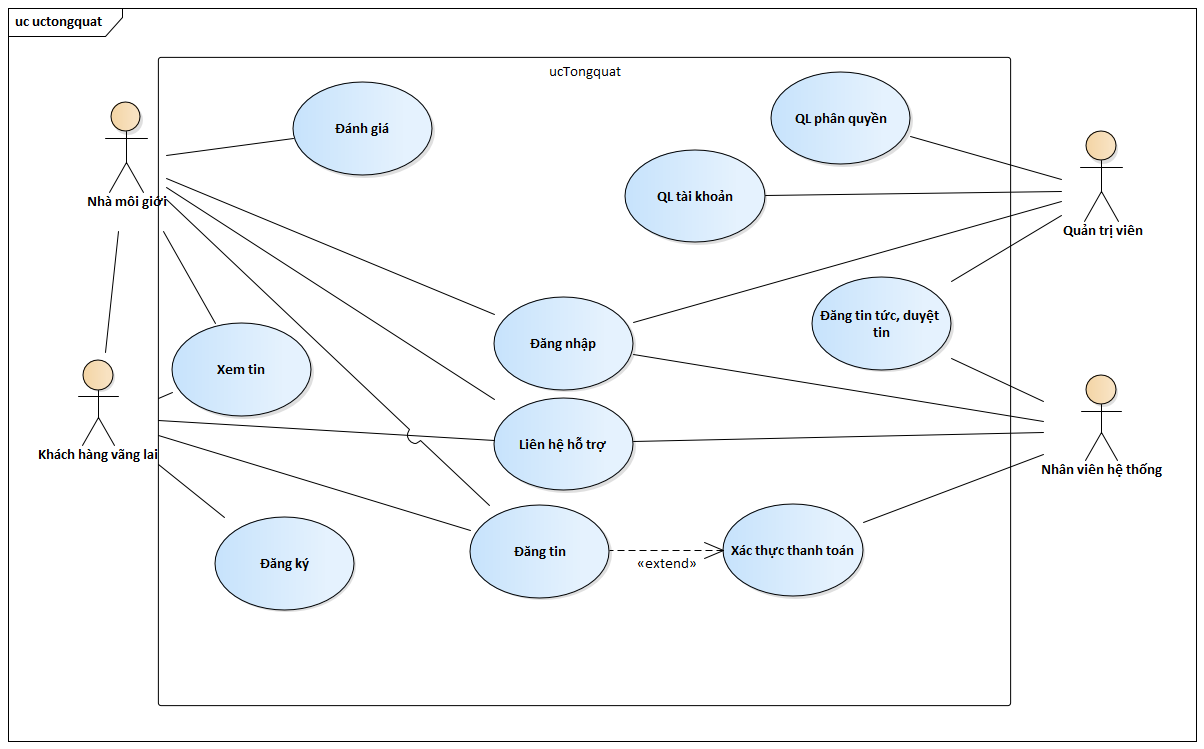 uc uctongquat
ucTongquat
QL phân quyền
Đánh giá
QL tài khoản
Nhà môi giới
Quản trị viên
Đăng tin tức, duyệt
tin
Đăng nhập
Xem tin
Liên hệ hỗ trợ
Khách hàng vãng lai
Nhân viên hệ thống
Đăng tin
Xác thực thanh toán
«extend»
Đăng ký